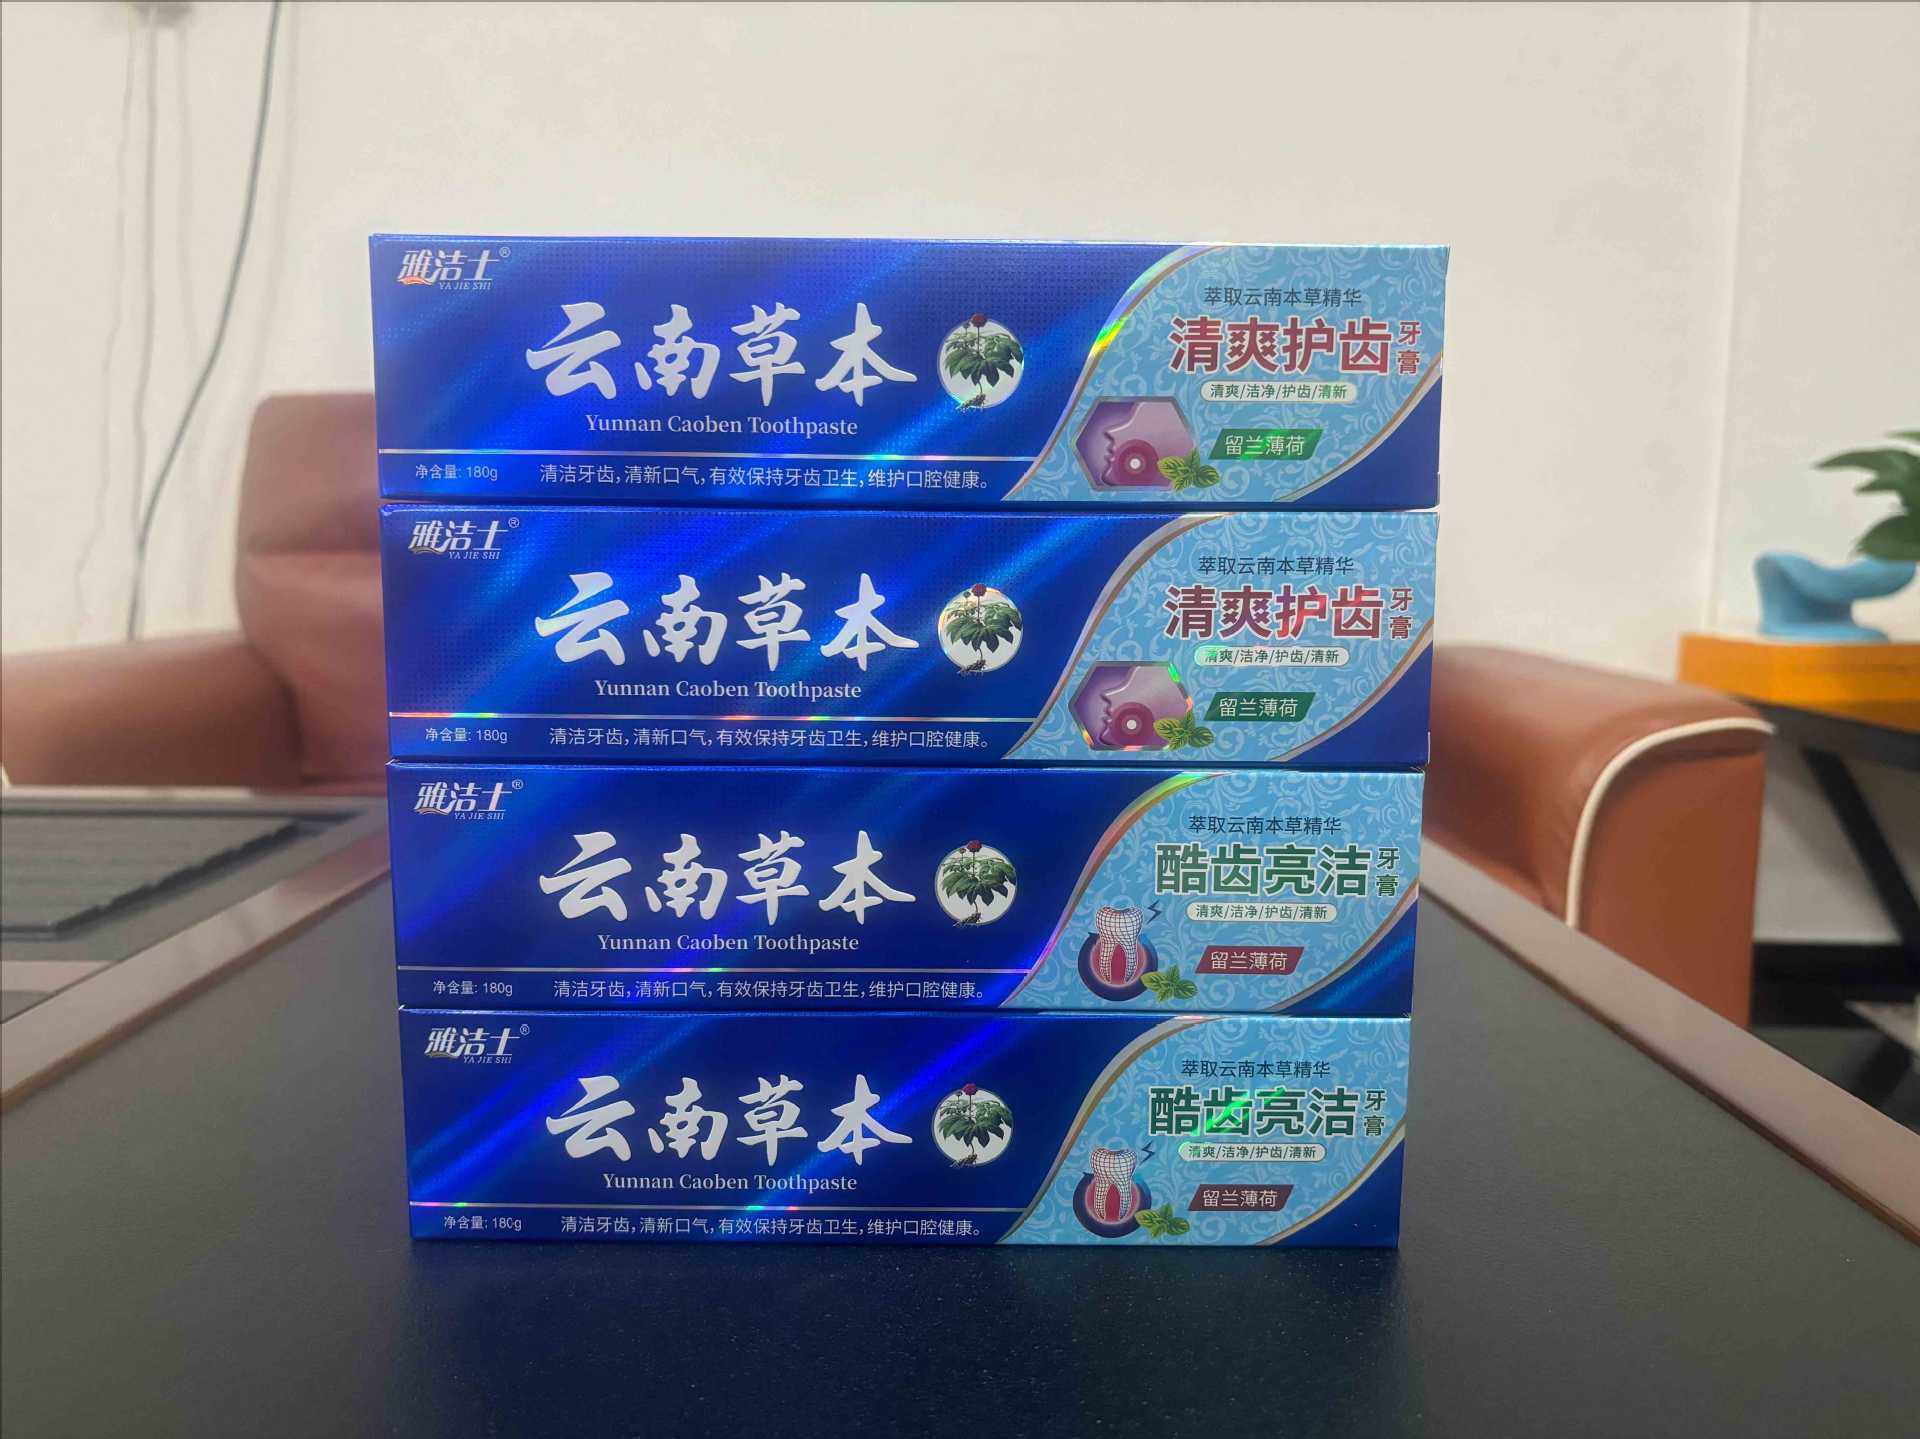 雅洁士®
YA JIE SHI
云南草本
Yunnan Caoben Toothpaste
净含量: 180g
清洁牙齿,清新口气,有效保持牙齿卫生,维护口腔健康。
萃取云南本草精华
清爽护齿牙膏
清爽/洁净/护齿/清新
留兰薄荷
雅洁士®
YA JIE SHI
云南草本
Yunnan Caoben Toothpaste
净含量: 180g
清洁牙齿,清新口气,有效保持牙齿卫生,维护口腔健康。
萃取云南本草精华
清爽护齿牙膏
清爽/洁净/护齿/清新
留兰薄荷
雅洁士®
YA JIE SHI
云南草本
Yunnan Caoben Toothpaste
净含量: 180g
清洁牙齿,清新口气,有效保持牙齿卫生,维护口腔健康。
萃取云南本草精华
酷齿亮洁牙膏
清爽/洁净/护齿/清新
留兰薄荷
雅洁士®
YA JIE SHI
云南草本
Yunnan Caoben Toothpaste
净含量: 180g
清洁牙齿,清新口气,有效保持牙齿卫生,维护口腔健康。
萃取云南本草精华
酷齿亮洁牙膏
清爽/洁净/护齿/清新
留兰薄荷